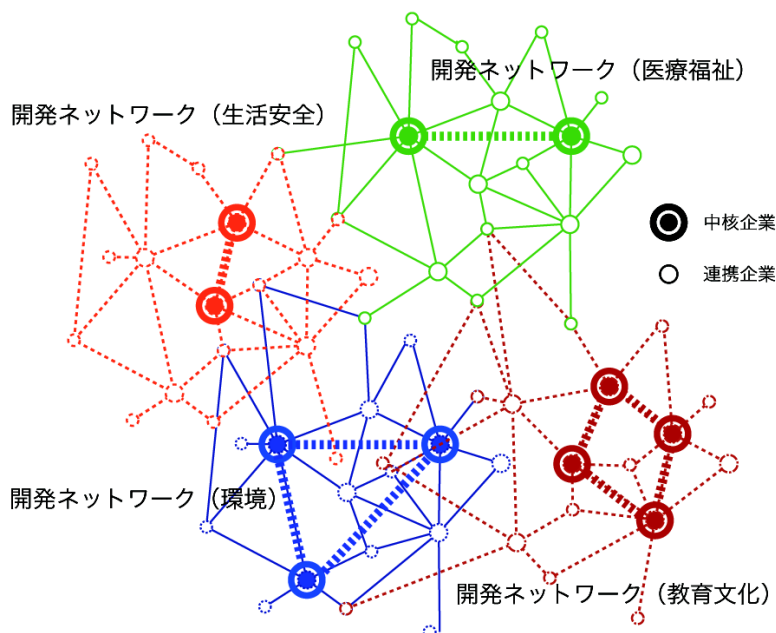 開発ネットワーク（医療福祉）
開発ネットワーク（生活安全）
中核企業
連携企業
開発ネットワーク（環境）
開発ネットワーク（教育文化）